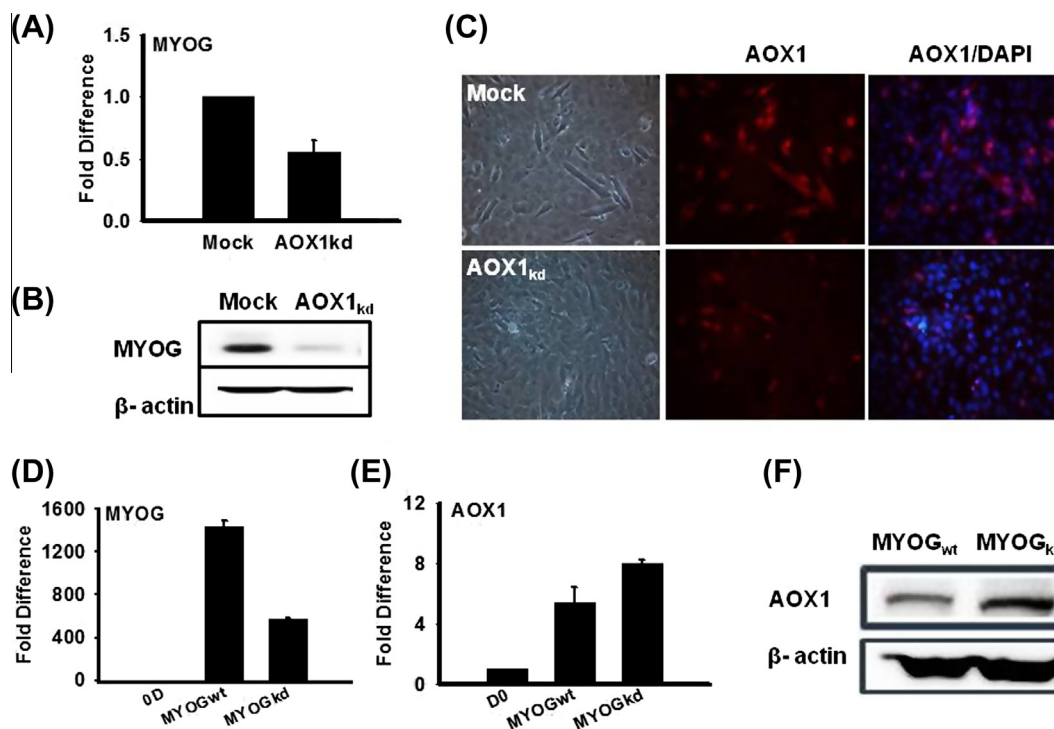 (A)
MYOG
Fold Difference
1.5
1.0
0.5
0.0
Mock
AOX1kd
(B)
Mock AOX1kd
MYOG
β- actin
(C)
AOX1 AOX1/DAPI
Mock
AOX1kd
(D)
MYOG
Fold Difference
1600
1200
800
400
0
0D
MYOGwt
MYOGkd
(E)
AOX1
Fold Difference
12
8
4
0
D0
MYOGwt
MYOGkd
(F)
MYOGwt MYOGk
AOX1
β- actin